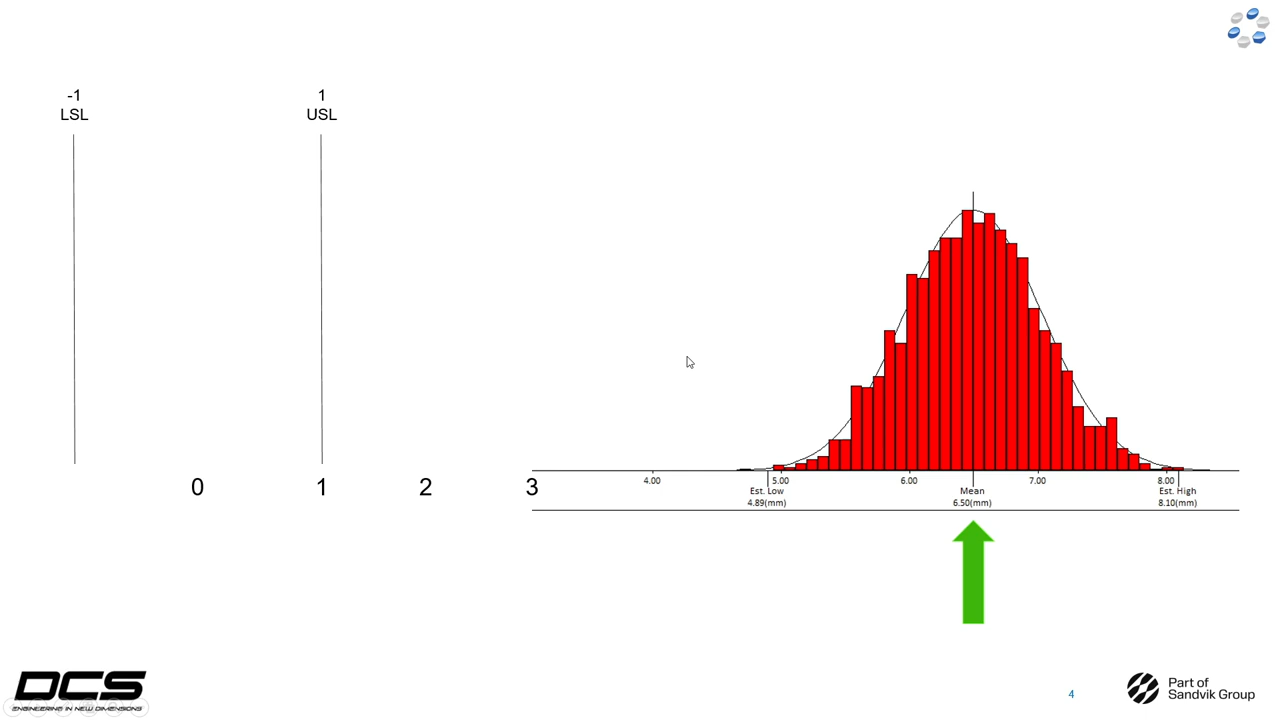 -1
LSL
1
USL
0
1
2
3
4.00
5.00
6.00
7.00
8.00
Est. Low
Mean
Est. High
4.89(mm)
6.50(mm)
8.10(mm)
DCS
ENGINEERING IN NEW DIMENSIONS
4
Part of
Sandvik Group